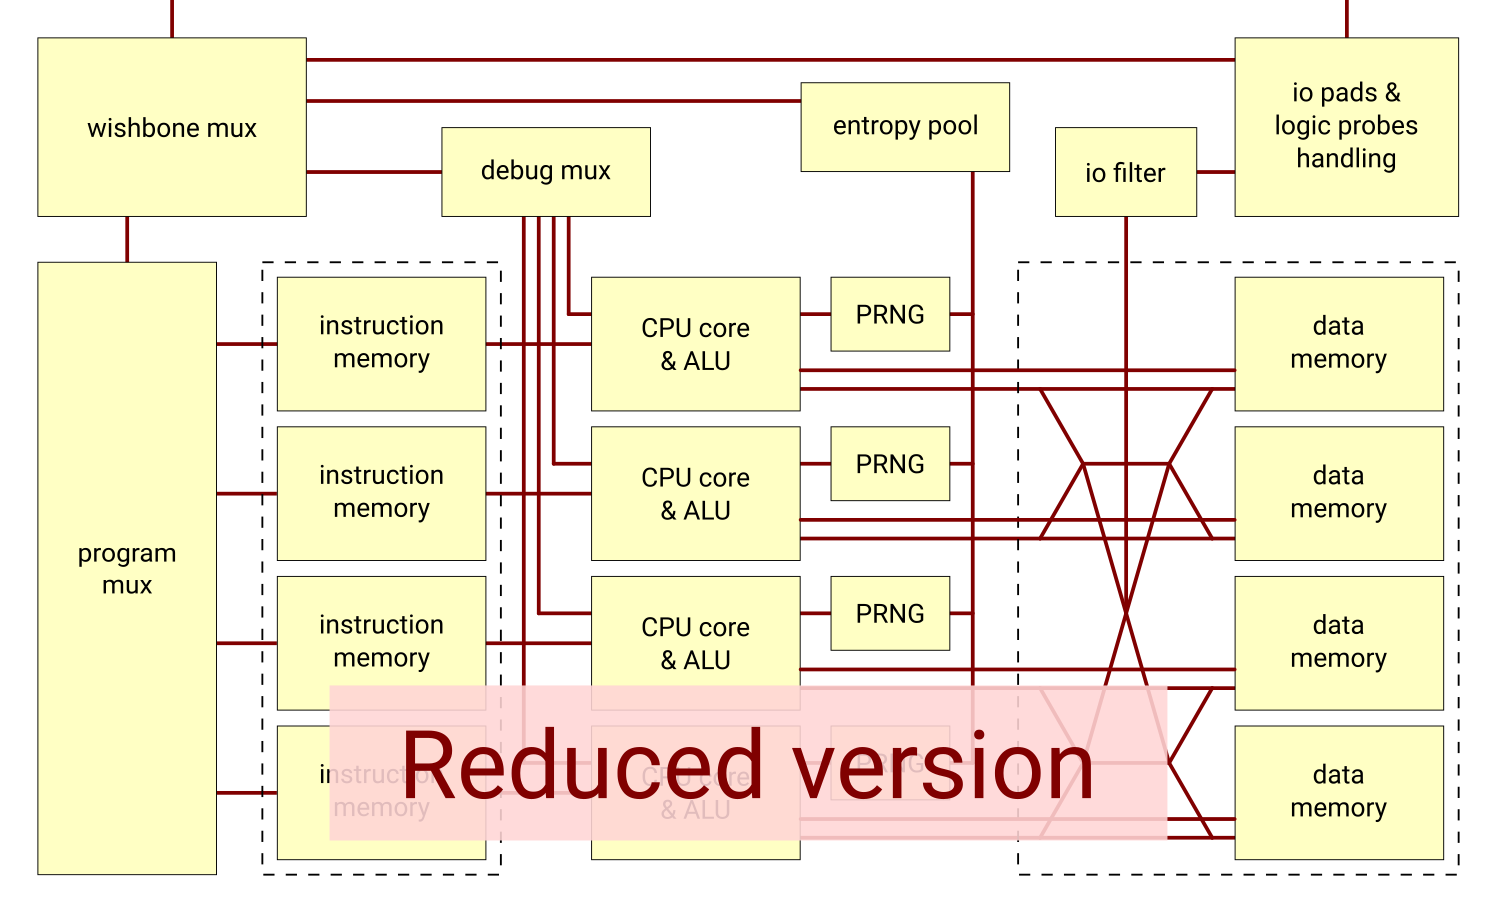 wishbone mux
debug mux
entropy pool
io filter
io pads &
logic probes
handling
program
mux
instruction
memory
CPU core
& ALU
PRNG
data
memory
instruction
memory
CPU core
& ALU
PRNG
data
memory
instruction
memory
CPU core
& ALU
PRNG
data
memory
instruction
memory
CPU core
& ALU
PRNG
data
memory
Reduced version